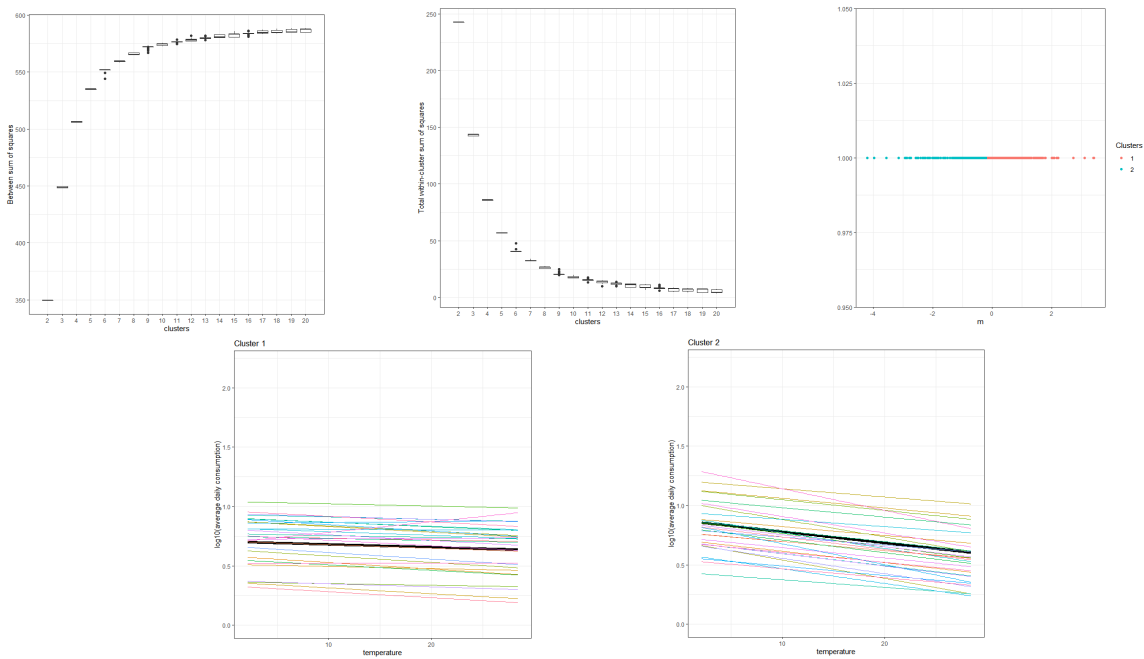 600
550
500
450
400
350
Between sum of squares
2 3 4 5 6 7 8 9 10 11 12 13 14 15 16 17 18 19 20
clusters
250
200
150
100
50
0
Total within-cluster sum of squares
2 3 4 5 6 7 8 9 10 11 12 13 14 15 16 17 18 19 20
clusters
1.050
1.025
1.000
0.975
0.950
-4 -2 0 2
m
Clusters
1
2
Cluster 1
2.0
1.5
1.0
0.5
0.0
log10(average daily consumption)
10 20
temperature
Cluster 2
2.0
1.5
1.0
0.5
0.0
log10(average daily consumption)
10 20
temperature